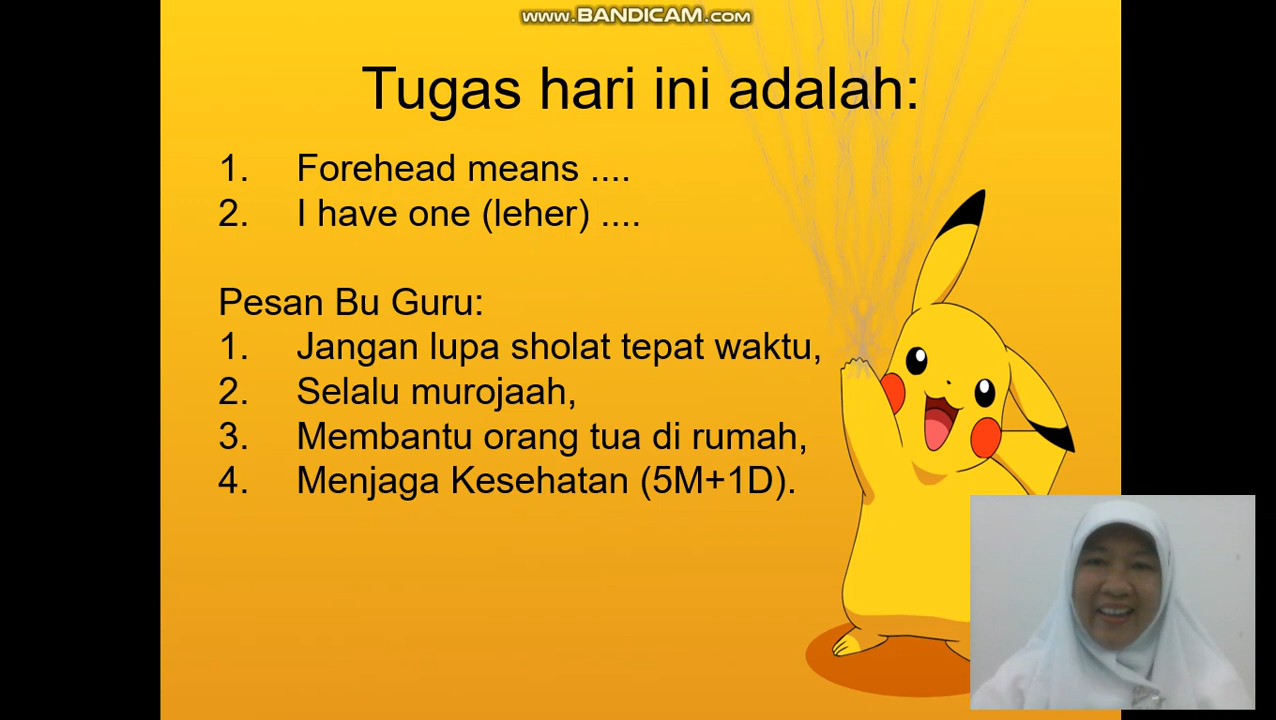 www.BANDICAM.com
Tugas hari ini adalah:
1. Forehead means ....
2. I have one (leher) ....
Pesan Bu Guru:
1. Jangan lupa sholat tepat waktu,
2. Selalu murojaah,
3. Membantu orang tua di rumah,
4. Menjaga Kesehatan (5M+1D).